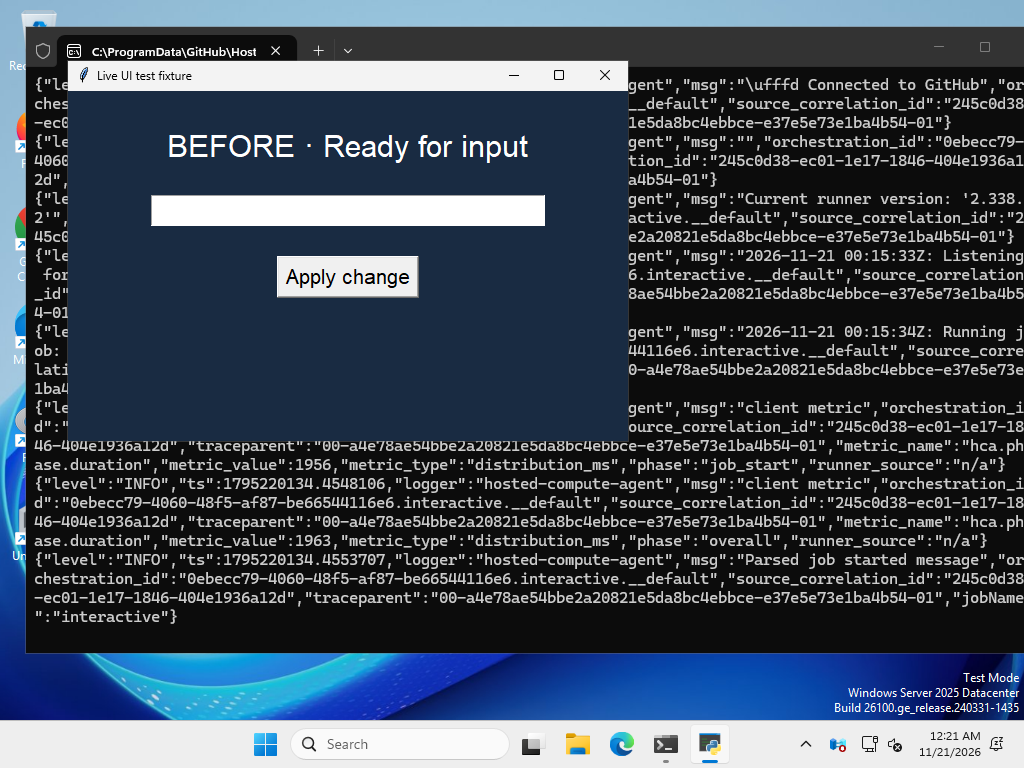 C:\ProgramData\GitHub\Host
Live UI test fixture
BEFORE · Ready for input
Apply change
{"le
gent","msg":"\ufffd Connected to GitHub","or
ches
__default","source_correlation_id":"245c0d38
-ec0
ba4b54-01"}
{"le
gent","msg":"","orchestration_id":"0ebecc79-
4060
tion_id":"245c0d38-ec01-1e17-1846-404e1936a1
2d",
ba4b54-01"}
{"le
gent","msg":"Current runner version: '2.338.
2'",
active.__default","source_correlation_id":"2
45c0
e2a20821e5da8bc4ebbce-e37e5e73e1ba4b54-01"}
{"le
gent","msg":"2026-11-21 00:15:33Z: Listening
for
6.interactive.__default","source_correlation
_id"
8ae54bbe2a20821e5da8bc4ebbce-e37e5e73e1ba4b5
4-01
{"le
gent","msg":"2026-11-21 00:15:34Z: Running j
ob:
44116e6.interactive.__default","source_corre
lati
0-a4e78ae54bbe2a20821e5da8bc4ebbce-e37e5e73e
1ba4
{"le
gent","msg":"client metric","orchestration_i
d":"
ource_correlation_id":"245c0d38-ec01-1e17-18
46-404e1936a12d","traceparent":"00-a4e78ae54bbe2a20821e5da8bc4ebbce-e37e5e73e1ba4b54-01","metric_name":"hca.ph
ase.duration","metric_value":1956,"metric_type":"distribution_ms","phase":"job_start","runner_source":"n/a"}
{"level":"INFO","ts":1795220134.4548106,"logger":"hosted-compute-agent","msg":"client metric","orchestration_i
d":"0ebecc79-4060-48f5-af87-be66544116e6.interactive.__default","source_correlation_id":"245c0d38-ec01-1e17-18
46-404e1936a12d","traceparent":"00-a4e78ae54bbe2a20821e5da8bc4ebbce-e37e5e73e1ba4b54-01","metric_name":"hca.ph
ase.duration","metric_value":1963,"metric_type":"distribution_ms","phase":"overall","runner_source":"n/a"}
{"level":"INFO","ts":1795220134.4553707,"logger":"hosted-compute-agent","msg":"Parsed job started message","or
chestration_id":"0ebecc79-4060-48f5-af87-be66544116e6.interactive.__default","source_correlation_id":"245c0d38
-ec01-1e17-1846-404e1936a12d","traceparent":"00-a4e78ae54bbe2a20821e5da8bc4ebbce-e37e5e73e1ba4b54-01","jobName
":"interactive"}
Test Mode
Windows Server 2025 Datacenter
Build 26100.ge_release.240331-1435
Search
12:21 AM
11/21/2026